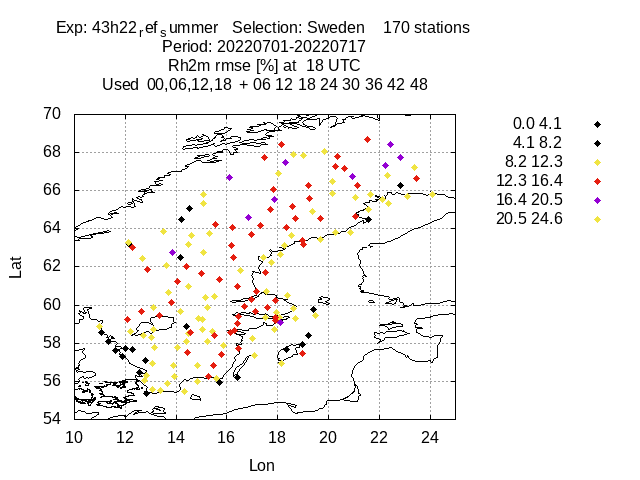 Exp: 43h22ref summer Selection: Sweden 170 stations
Period: 20220701-20220717
Rh2m rmse [%] at 18 UTC
Used 00,06,12,18 + 06 12 18 24 30 36 42 48
0.0 4.1
4.1 8.2
8.2 12.3
12.3 16.4
16.4 20.5
20.5 24.6
Lat
70
68
66
64
62
60
58
56
54
10 12 14 16 18 20 22 24
Lon